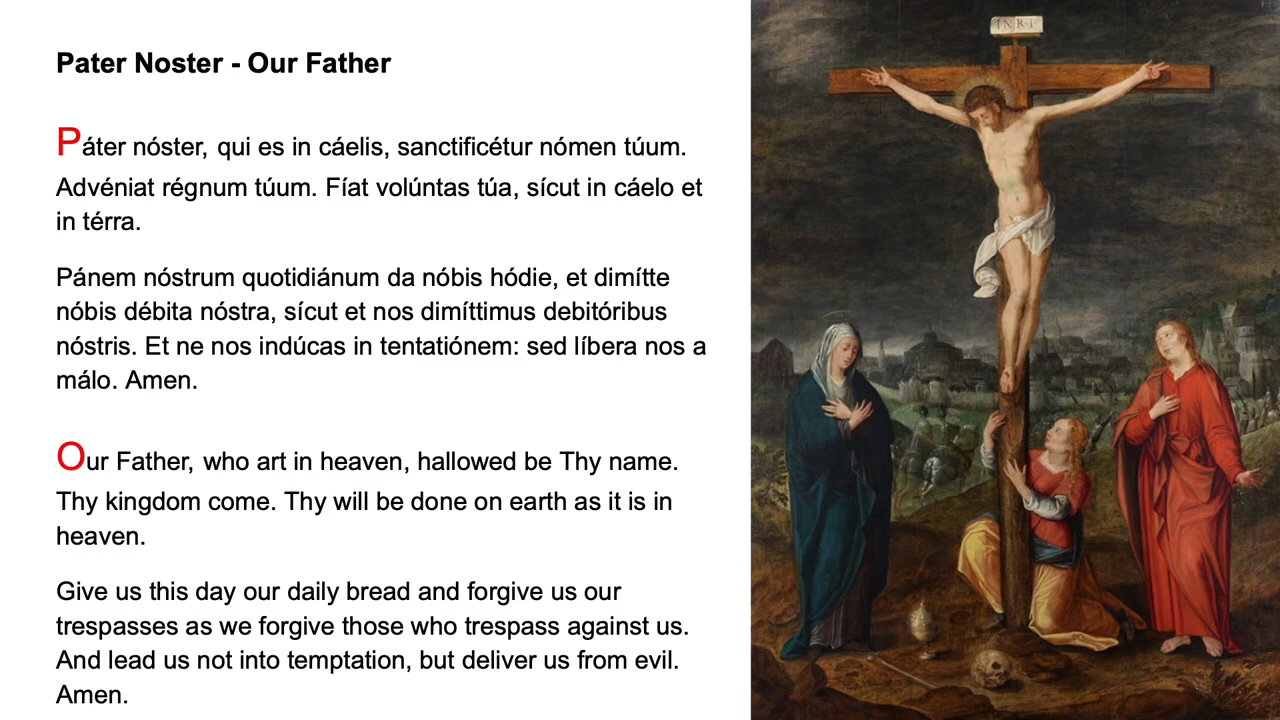 Pater Noster - Our Father
Páter nóster, qui es in cáelis, sanctificétur nómen túum.
Advéniat régnum túum. Fíat volúntas túa, sícut in cáelo et
in térra.
Pánem nóstrum quotidiánum da nóbis hódie, et dimítte
nóbis débita nóstra, sícut et nos dimíttimus debitóribus
nóstris. Et ne nos indúcas in tentatiónem: sed líbera nos a
málo. Amen.
Our Father, who art in heaven, hallowed be Thy name.
Thy kingdom come. Thy will be done on earth as it is in
heaven.
Give us this day our daily bread and forgive us our
trespasses as we forgive those who trespass against us.
And lead us not into temptation, but deliver us from evil.
Amen.
INRI